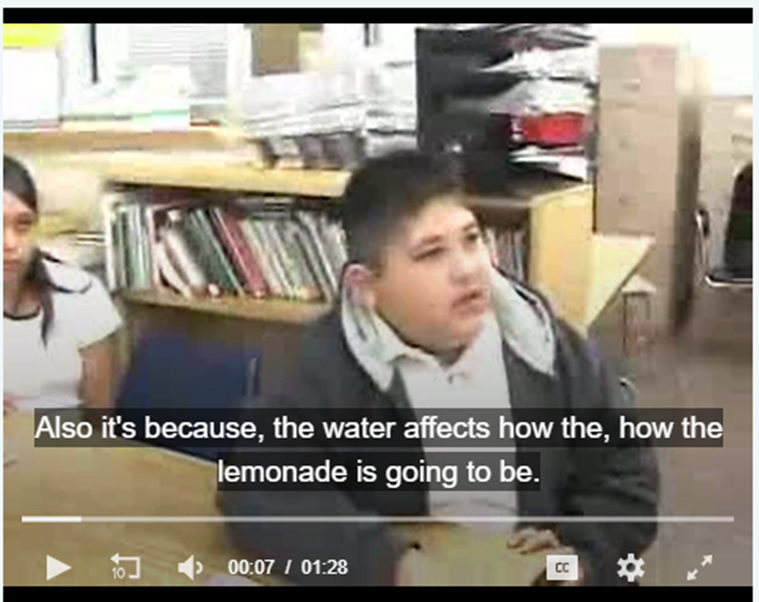 Also it's because, the water affects how the, how the
lemonade is going to be.
10
00:07 / 01:28
CC